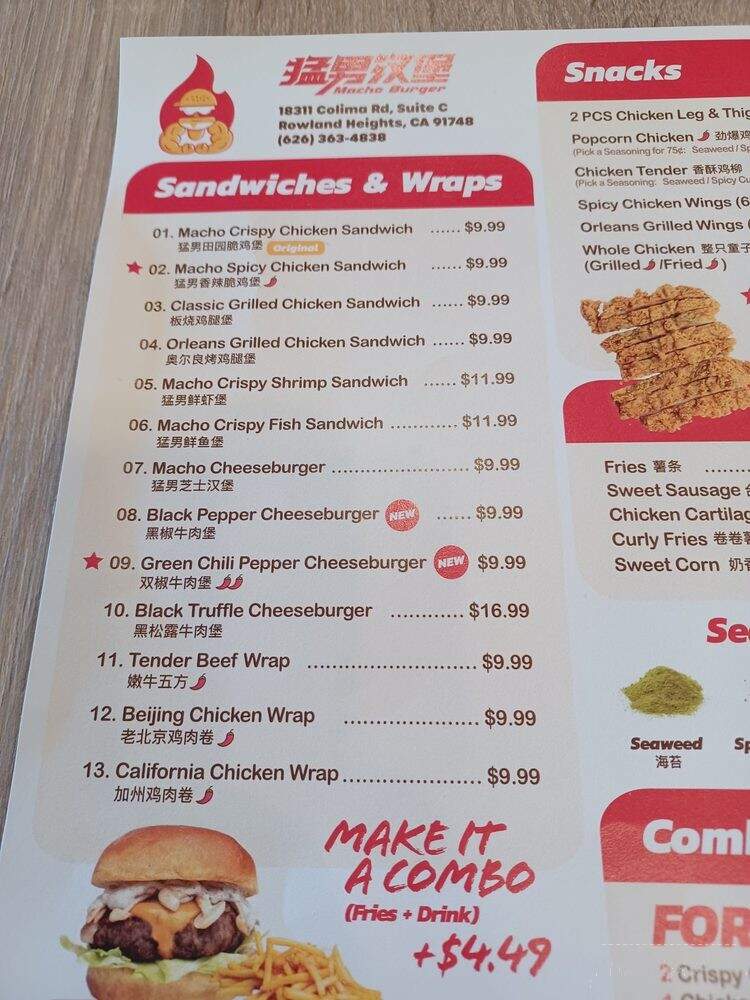 猛男汉堡
Macho Burger
18311 Colima Rd, Suite C
Rowland Heights, CA 91748
(626) 363-4838
Sandwiches & Wraps
01. Macho Crispy Chicken Sandwich ...... $9.99
猛男田园脆鸡堡 Original
02. Macho Spicy Chicken Sandwich ...... $9.99
猛男香辣脆鸡堡
03. Classic Grilled Chicken Sandwich ...... $9.99
板烧鸡腿堡
04. Orleans Grilled Chicken Sandwich ...... $9.99
奥尔良烤鸡腿堡
05. Macho Crispy Shrimp Sandwich ...... $11.99
猛男鲜虾堡
06. Macho Crispy Fish Sandwich ............ $11.99
猛男鲜鱼堡
07. Macho Cheeseburger ......................... $9.99
猛男芝士汉堡
08. Black Pepper Cheeseburger NEW ...... $9.99
黑椒牛肉堡
09. Green Chili Pepper Cheeseburger NEW $9.99
双椒牛肉堡
10. Black Truffle Cheeseburger ............ $16.99
黑松露牛肉堡
11. Tender Beef Wrap ........................... $9.99
嫩牛五方
12. Beijing Chicken Wrap ..................... $9.99
老北京鸡肉卷
13. California Chicken Wrap..................... $9.99
加州鸡肉卷
MAKE IT
A COMBO
(Fries + Drink)
+$4.49
Snacks
2 PCS Chicken Leg &
Popcorn Chicken 劲爆
(Pick a Seasoning for 75¢: Seaweed /
Chicken Tender 香酥鸡柳
(Pick a Seasoning: Seaweed / Spicy
Spicy Chicken Wings (6
Orleans Grilled Wings (
Whole Chicken 整只童子
(Grilled /Fried )
Fries 薯条 ......
Sweet Sausage
Chicken
Curly Fries 卷卷
Sweet Corn 奶
Seaweed
海苔
FOR
2 Crispy